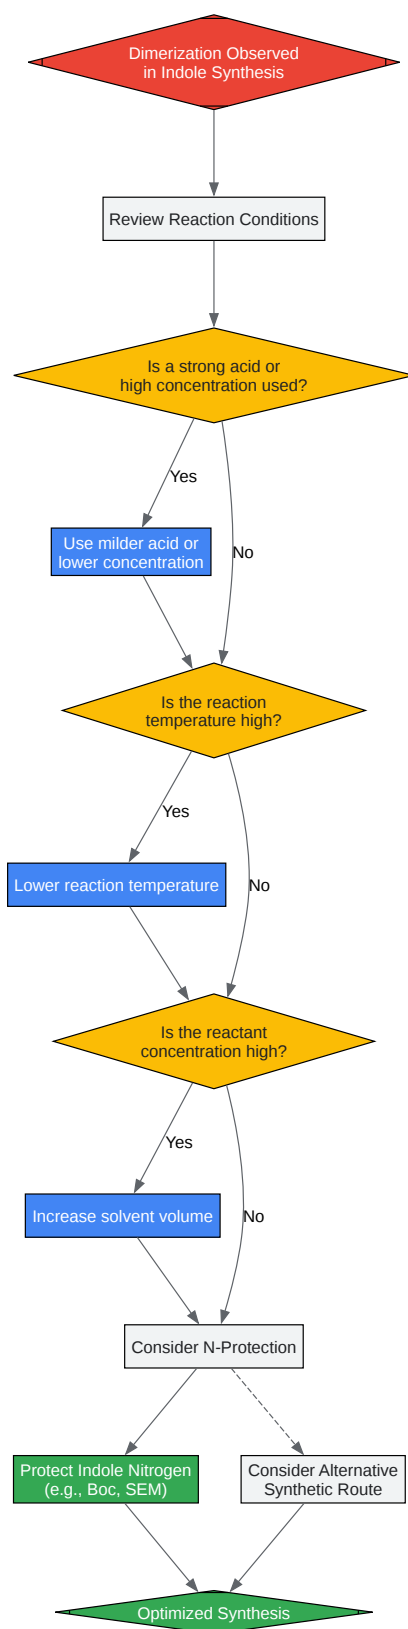 Dimerization Observed
in Indole Synthesis
Review Reaction Conditions
Is a strong acid or
high concentration used?
Yes
Use milder acid or
lower concentration
No
Is the reaction
temperature high?
Yes
Lower reaction temperature
No
Is the reactant
concentration high?
Yes
Increase solvent volume
No
Consider N-Protection
Protect Indole Nitrogen
(e.g., Boc, SEM)
Consider Alternative
Synthetic Route
Optimized Synthesis